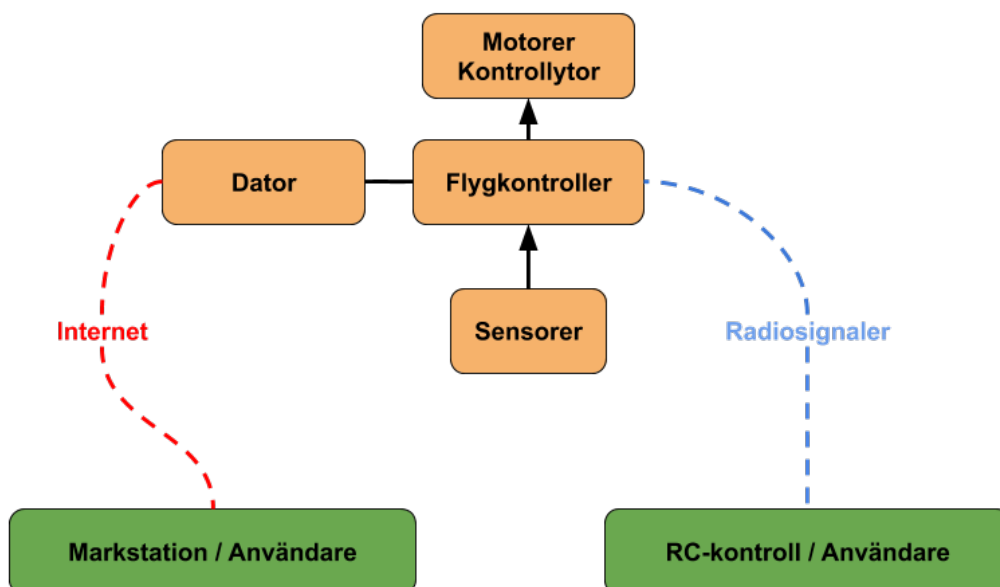 Motorer
Kontrollytor
Dator
Flygkontroller
Sensorer
Internet
Radiosignaler
Markstation / Användare
RC-kontroll / Användare